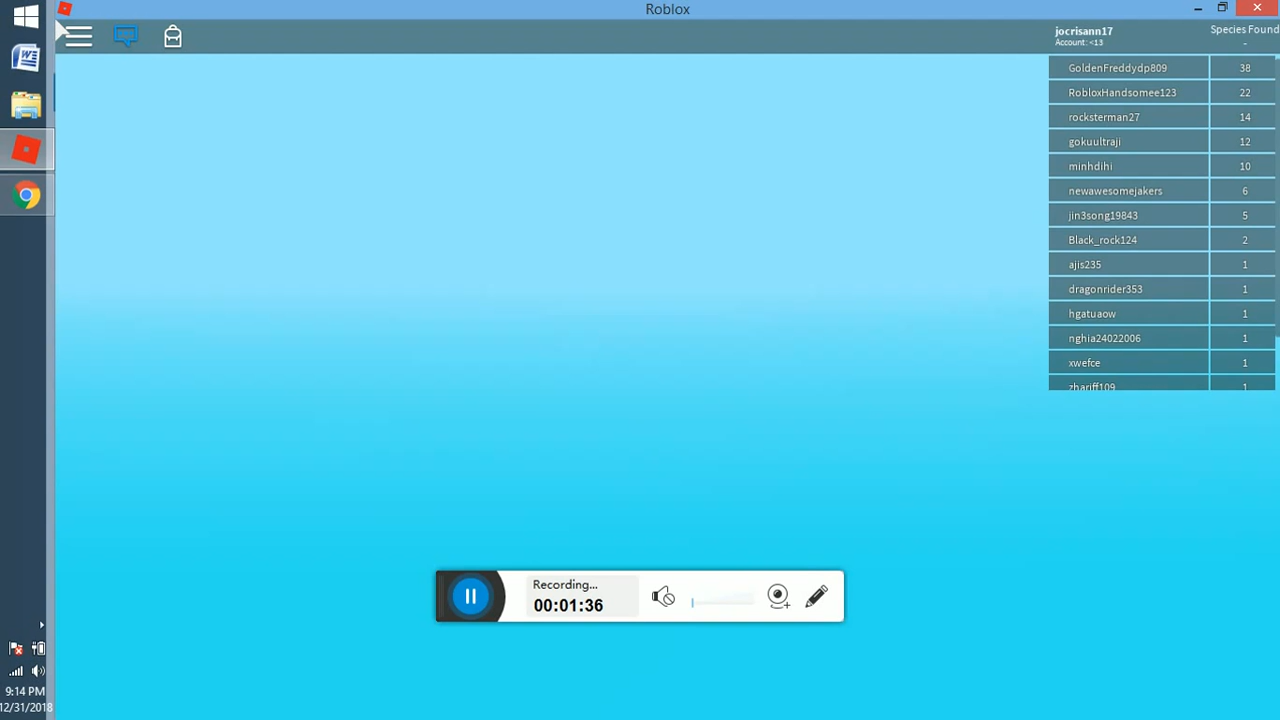 Roblox
jocrisann17
Account: <13
Species Found
-
GoldenFreddydp809 38
RobloxHandsomee123 22
rocksterman27 14
gokuultraji 12
minhdihi 10
newawesomejakers 6
jin3song19843 5
Black_rock124 2
ajis235 1
dragonrider353 1
hgatuaow 1
nghia24022006 1
xwefce 1
zhariff109 1
Recording...
00:01:36
9:14 PM
12/31/2018